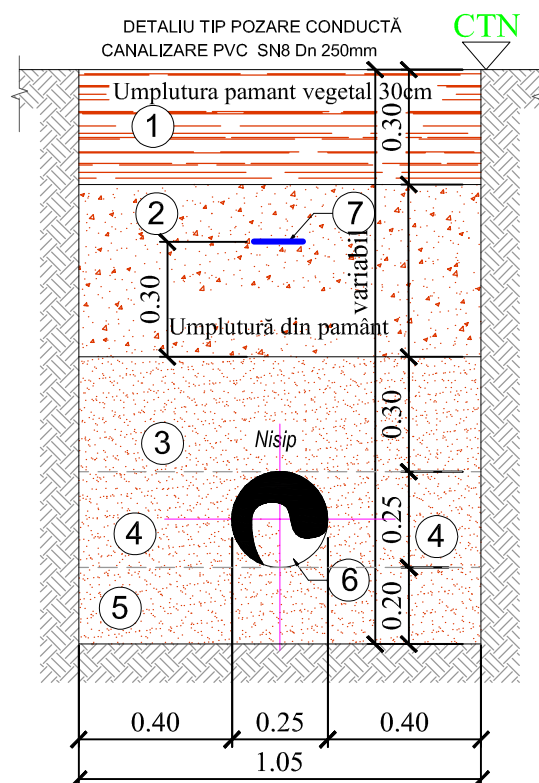 DETALIU TIP POZARE CONDUCTĂ
CANALIZARE PVC SN8 Dn 250mm
CTN
Umplutura pamant vegetal 30cm
1
0.30
2
7
variabil
0.30
Umplutură din pamânt
0.30
3
Nisip
4
0.25
4
6
5
0.20
0.40
0.25
0.40
1.05